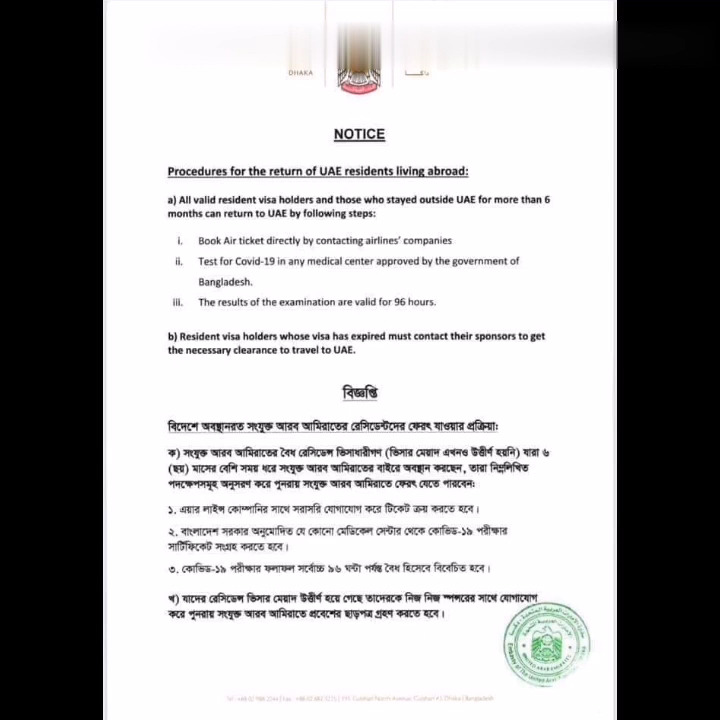 DHAKA
NOTICE
Procedures for the return of UAE residents living abroad:
a) All valid resident visa holders and those who stayed outside UAE for more than 6
months can return to UAE by following steps:
i. Book Air ticket directly by contacting airlines' companies
ii. Test for Covid-19 in any medical center approved by the government of
Bangladesh.
iii. The results of the examination are valid for 96 hours.
b) Resident visa holders whose visa has expired must contact their sponsors to get
the necessary clearance to travel to UAE.
বিজ্ঞপ্তি
বিদেশে অবস্থানরত সংযুক্ত আরব আমিরাতের রেসিডেন্টদের ফেরৎ যাওয়ার প্রক্রিয়া:
ক) সংযুক্ত আরব আমিরাতের বৈধ রেসিডেন্স ভিসাধারীগণ (ভিসার মেয়াদ এখনও উত্তীর্ণ হয়নি) যারা ৬
(ছয়) মাসের বেশি সময় ধরে সংযুক্ত আরব আমিরাতের বাইরে অবস্থান করছেন, তারা নিম্নলিখিত
পদক্ষেপসমূহ অনুসরণ করে পুনরায় সংযুক্ত আরব আমিরাতে ফেরৎ যেতে পারবেন:
১. এয়ার লাইন্স কোম্পানির সাথে সরাসরি যোগাযোগ করে টিকেট ক্রয় করতে হবে।
২. বাংলাদেশ সরকার অনুমোদিত যে কোনো মেডিকেল সেন্টার থেকে কোভিড-১৯ পরীক্ষার
সার্টিফিকেট সংগ্রহ করতে হবে।
৩. কোভিড-১৯ পরীক্ষার ফলাফল সর্বোচ্চ ৯৬ ঘন্টা পর্যন্ত বৈধ হিসেবে বিবেচিত হবে।
খ) যাদের রেসিডেন্স ভিসার মেয়াদ উত্তীর্ণ হয়ে গেছে তাদেরকে নিজ নিজ স্পন্সরের সাথে যোগাযোগ
করে পুনরায় সংযুক্ত আরব আমিরাতে প্রবেশের ছাড়পত্র গ্রহণ করতে হবে।
UNITED ARAB EMIRATES